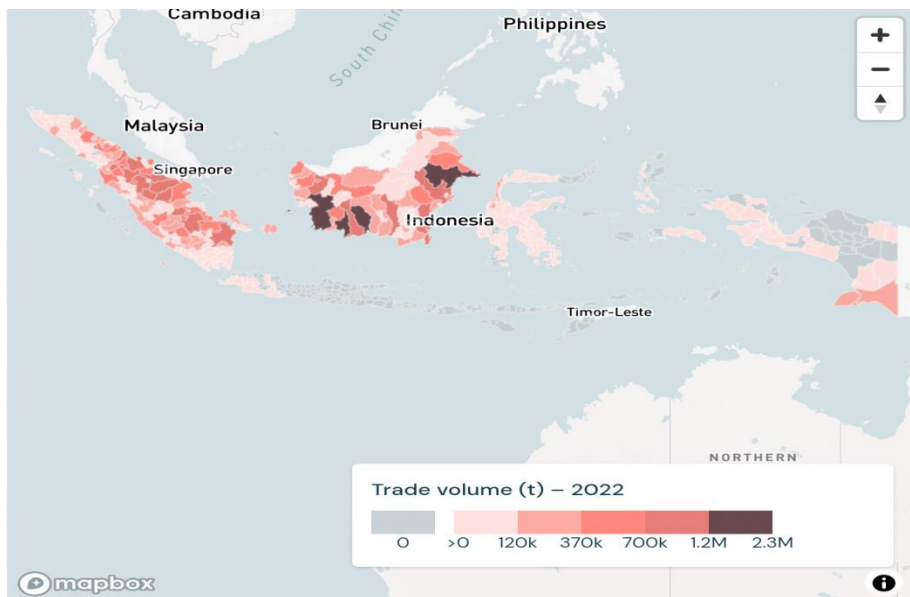 Cambodia
Philippines
South China
Malaysia
Brunei
Singapore
Indonesia
Timor-Leste
NORTHERN
Trade volume (t) – 2022
0 >0 120k 370k 700k 1.2M 2.3M
mapbox